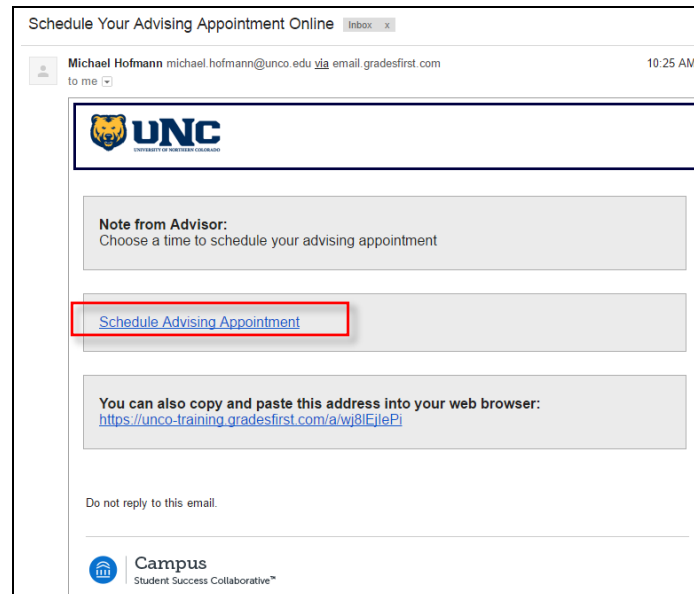 Schedule Your Advising Appointment Online Inbox x
Michael Hofmann michael.hofmann@unco.edu via email.gradesfirst.com 10:25 AM
to me
UNC
UNIVERSITY OF NORTHERN COLORADO
Note from Advisor:
Choose a time to schedule your advising appointment
Schedule Advising Appointment
You can also copy and paste this address into your web browser:
https://unco-training.gradesfirst.com/a/wj8lEjlePi
Do not reply to this email.
Campus
Student Success Collaborative™